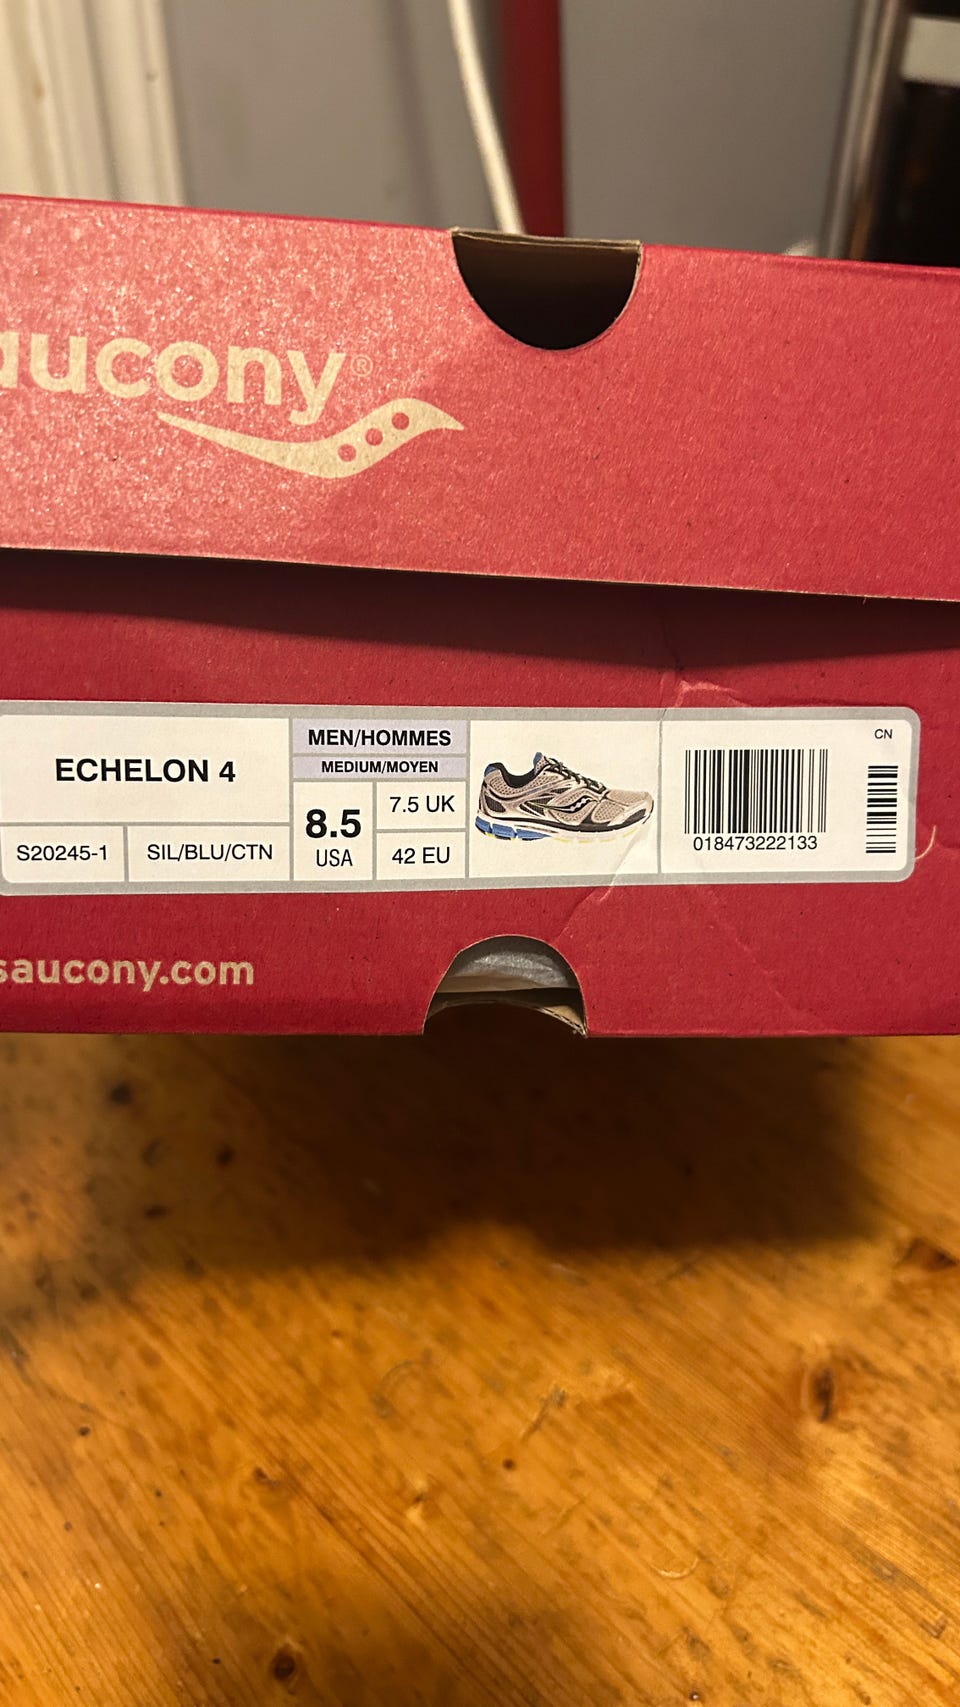 aucony®
ECHELON 4
S20245-1
SIL/BLU/CTN
MEN/HOMMES
MEDIUM/MOYEN
8.5
USA
7.5 UK
42 EU
018473222133
CN
saucony.com